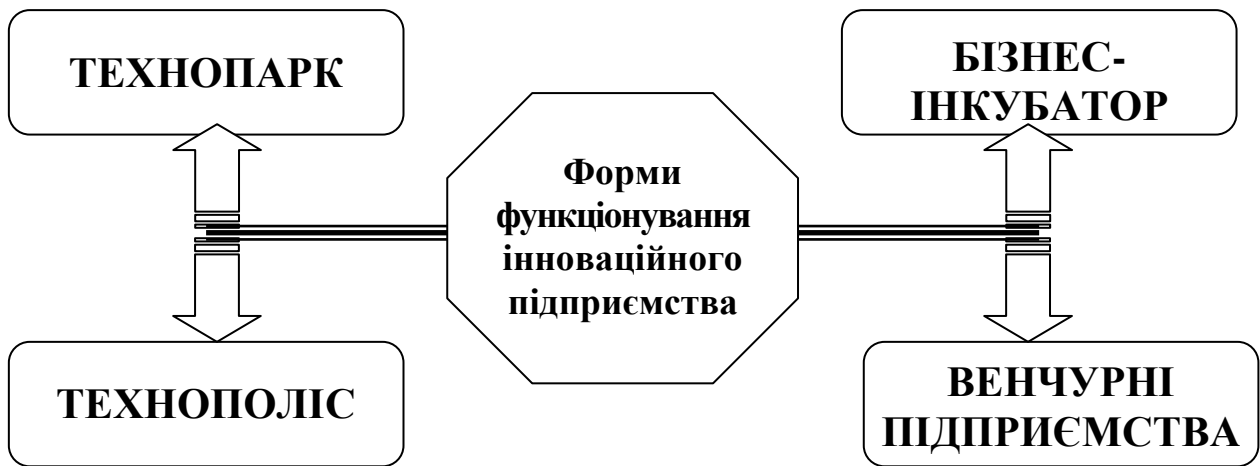 ТЕХНОПАРК
БІЗНЕС-
ІНКУБАТОР
Форми
функціонування
інноваційного
підприємства
ТЕХНОПОЛІС
ВЕНЧУРНІ
ПІДПРИЄМСТВА